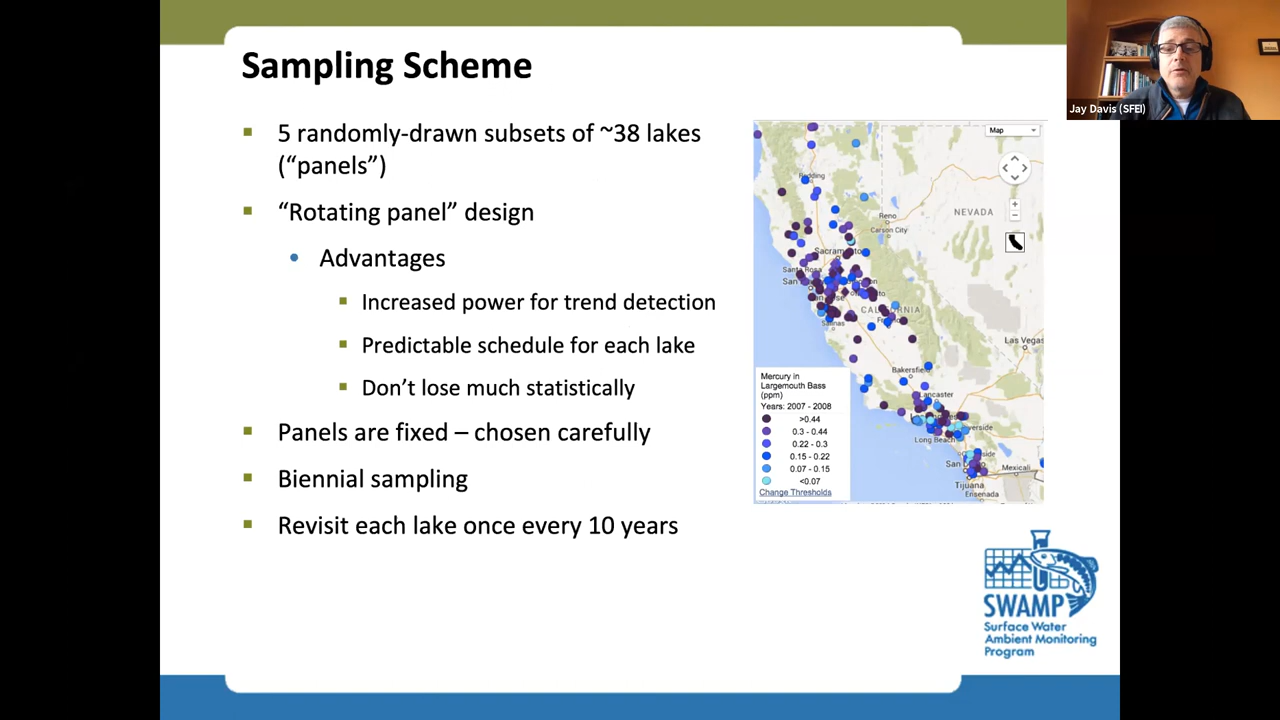 Sampling Scheme
5 randomly-drawn subsets of ~38 lakes
(“panels”)
“Rotating panel” design
Advantages
Increased power for trend detection
Predictable schedule for each lake
Don’t lose much statistically
Panels are fixed – chosen carefully
Biennial sampling
Revisit each lake once every 10 years
Jay Davis (SFEI)
Map
Redding
Reno
Carson City
NEVADA
Sacramento
Santa Rosa
San
San Jose
Salinas
CALIFORNIA
Las Vegas
Bakersfield
Lancaster
Long Beach
Mexicali
Tijuana
Ensenada
Mercury in
Largemouth Bass
(ppm)
Years: 2007 - 2008
>0.44
0.3 - 0.44
0.22 - 0.3
0.15 - 0.22
0.07 - 0.15
<0.07
Change Thresholds
SWAMP
Surface Water
Ambient Monitoring
Program